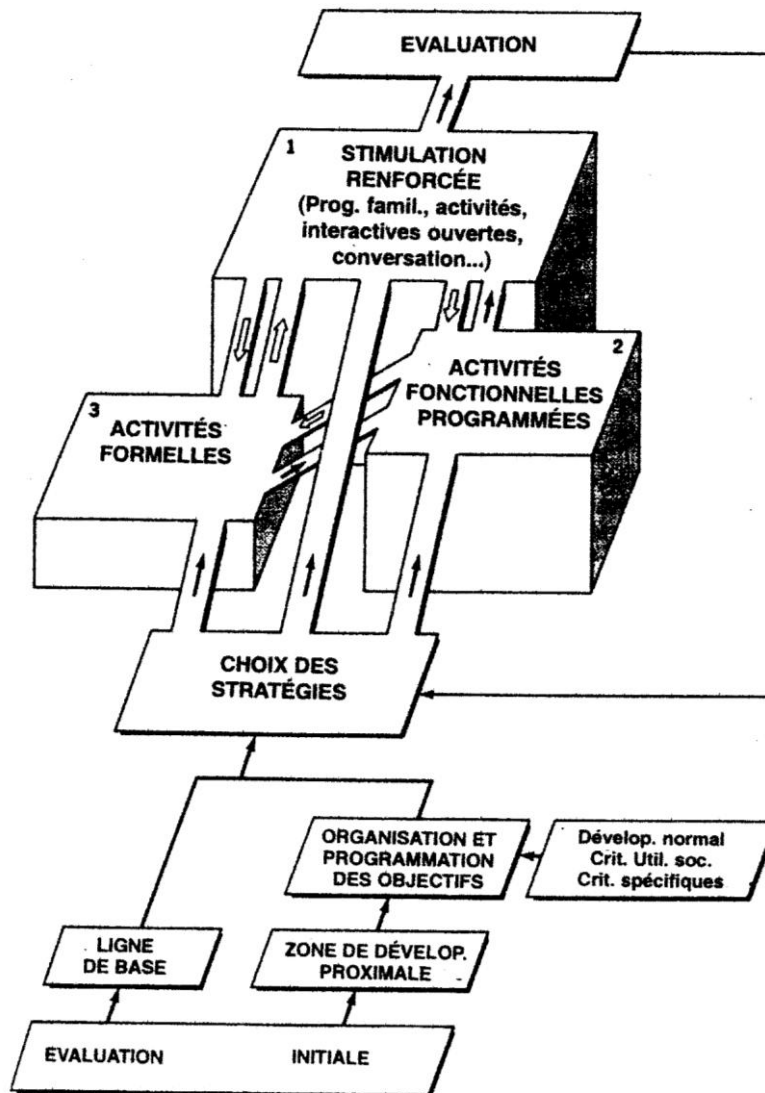 EVALUATION
1
STIMULATION
RENFORCÉE
(Prog. famil., activités,
interactives ouvertes,
conversation...)
2
ACTIVITÉS
FONCTIONNELLES
PROGRAMMÉES
3
ACTIVITÉS
FORMELLES
CHOIX DES
STRATÉGIES
ORGANISATION ET
PROGRAMMATION
DES OBJECTIFS
Dévelop. normal
Crit. Util. soc.
Crit. spécifiques
LIGNE
DE BASE
ZONE DE DÉVELOP.
PROXIMALE
EVALUATION INITIALE